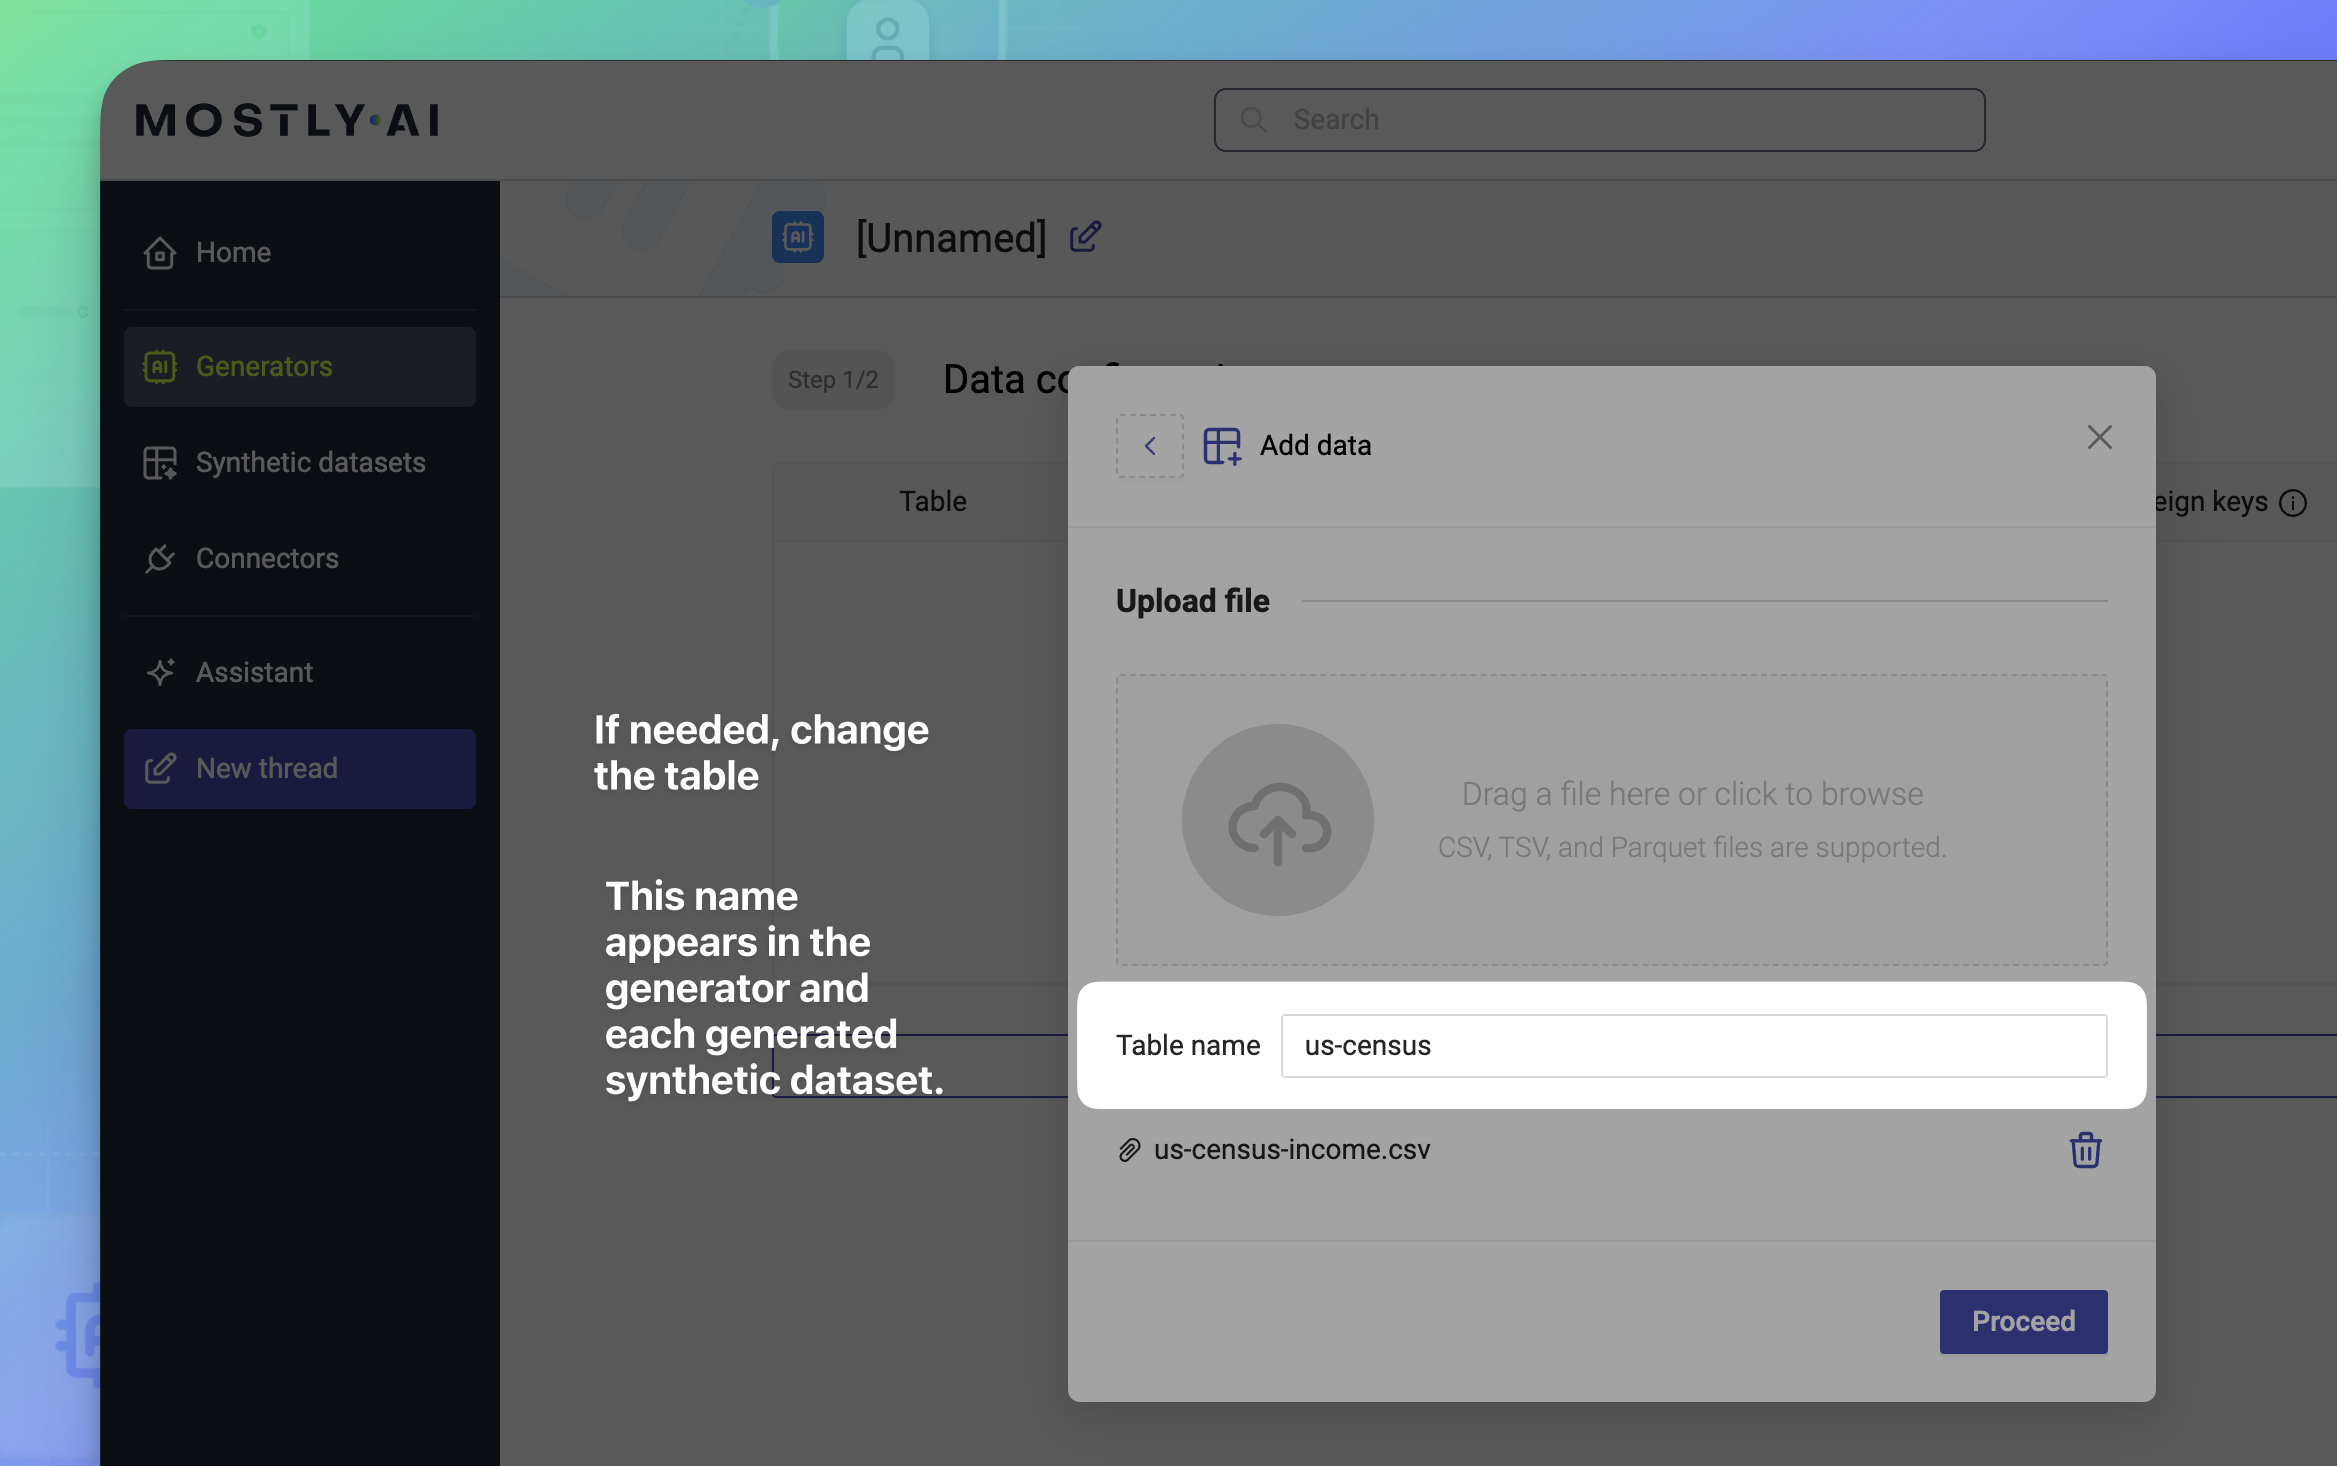 MOSTLY·AI
Search
Home
Generators
Synthetic datasets
Connectors
Assistant
New thread
[Unnamed]
Step 1/2
Data co
Table
eign keys
Add data
Upload file
Drag a file here or click to browse
CSV, TSV, and Parquet files are supported.
If needed, change
the table
This name
appears in the
generator and
each generated
synthetic dataset.
Table name
us-census
us-census-income.csv
Proceed